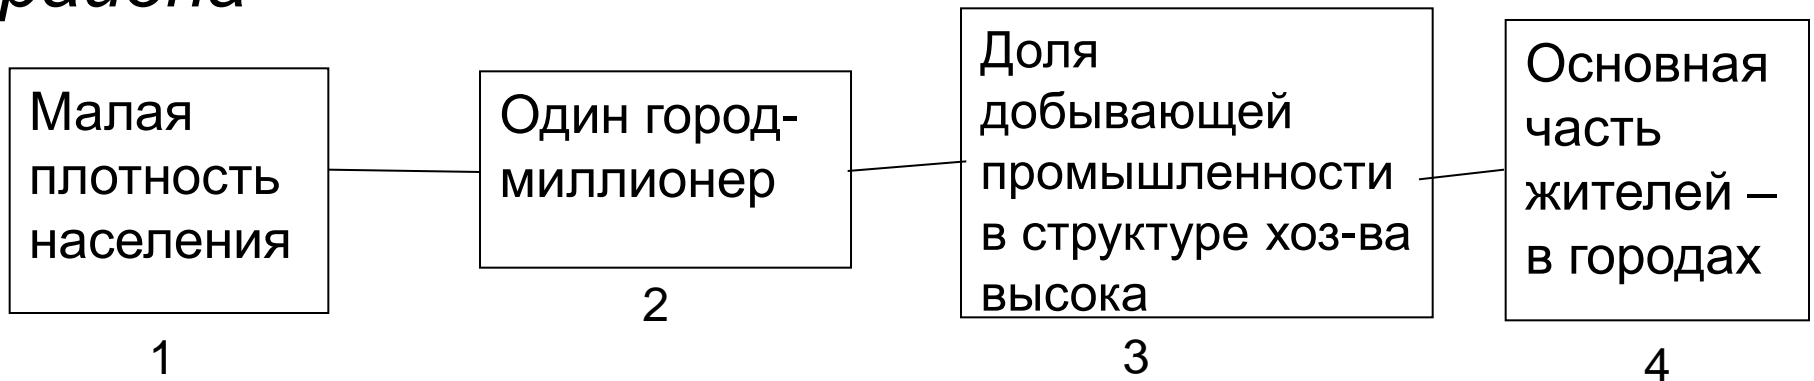 района
Малая
плотность
населения
1
Один город-
миллионер
2
Доля
добывающей
промышленности
в структуре хоз-ва
высока
3
Основная
часть
жителей –
в городах
4